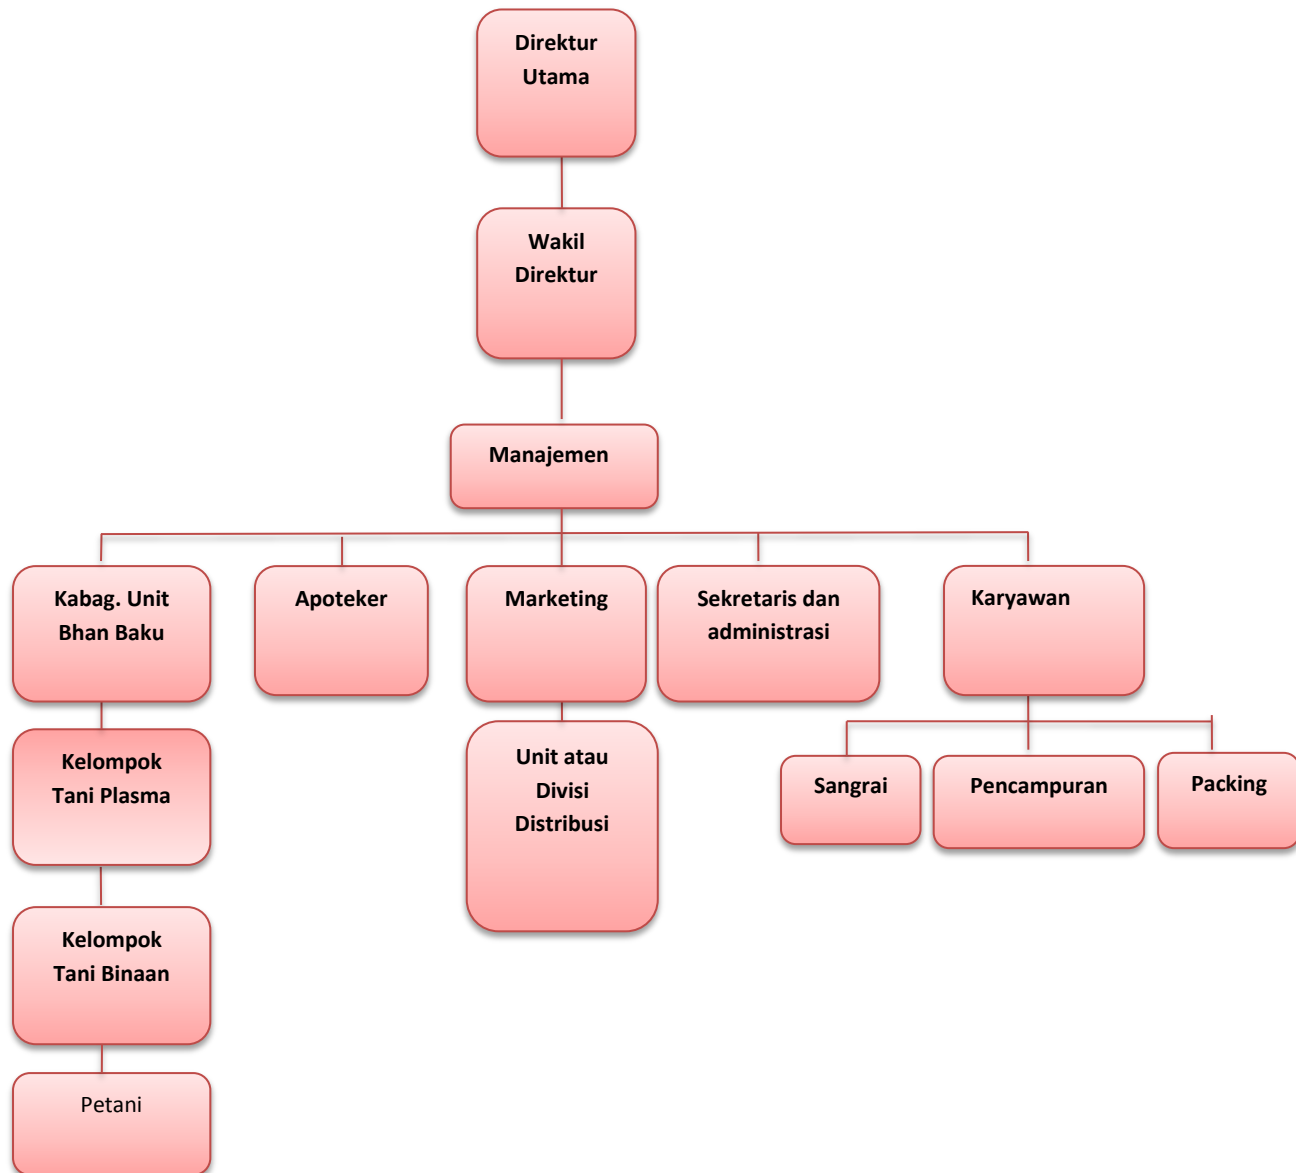 Direktur
Utama
Wakil
Direktur
Manajemen
Kabag. Unit
Bhan Baku
Apoteker
Marketing
Sekretaris dan
administrasi
Karyawan
Kelompok
Tani Plasma
Unit atau
Divisi
Distribusi
Sangrai
Pencampuran
Packing
Kelompok
Tani Binaan
Petani